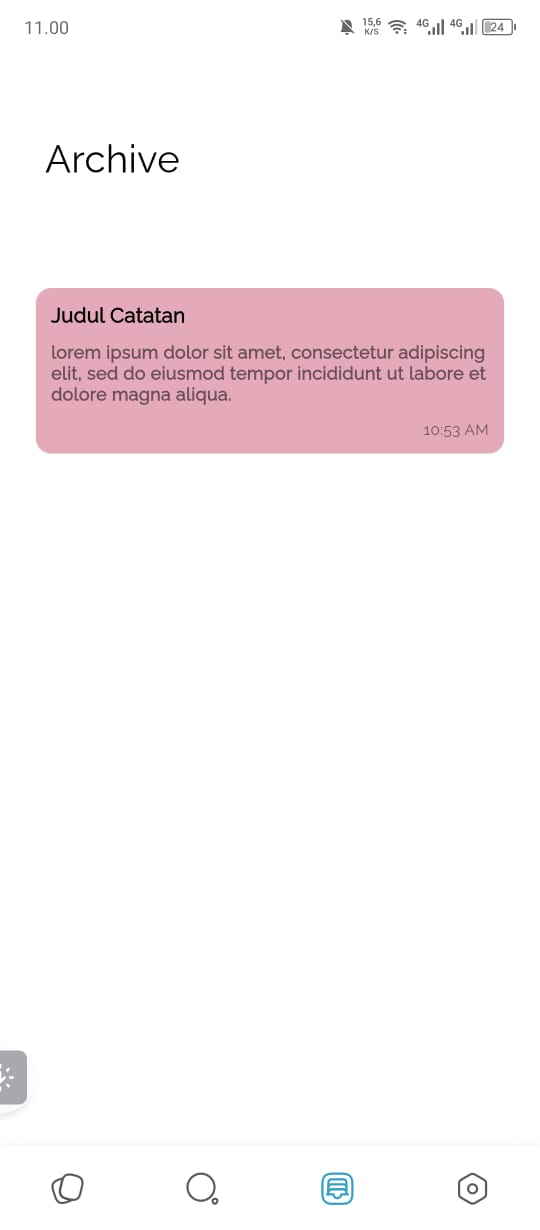 11.00
15,6
K/S
4G
4G
24
Archive
Judul Catatan
lorem ipsum dolor sit amet, consectetur adipiscing
elit, sed do eiusmod tempor incididunt ut labore et
dolore magna aliqua.
10:53 AM